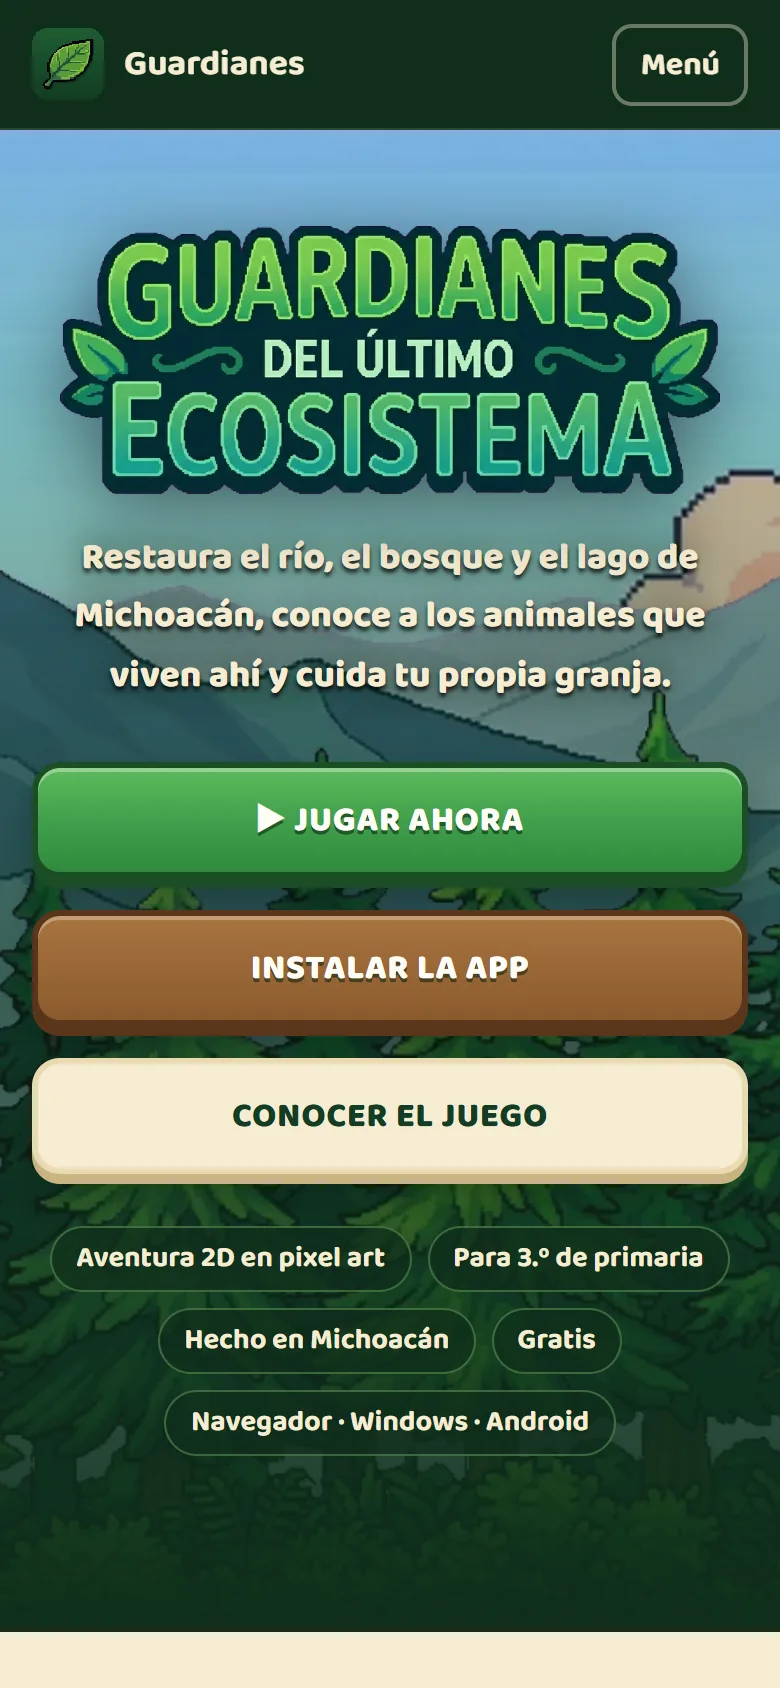 Guardianes
Menú
GUARDIANES
DEL ÚLTIMO
ECOSISTEMA
Restaura el río, el bosque y el lago de
Michoacán, conoce a los animales que
viven ahí y cuida tu propia granja.
▶ JUGAR AHORA
INSTALAR LA APP
CONOCER EL JUEGO
Aventura 2D en pixel art
Para 3.º de primaria
Hecho en Michoacán
Gratis
Navegador · Windows · Android